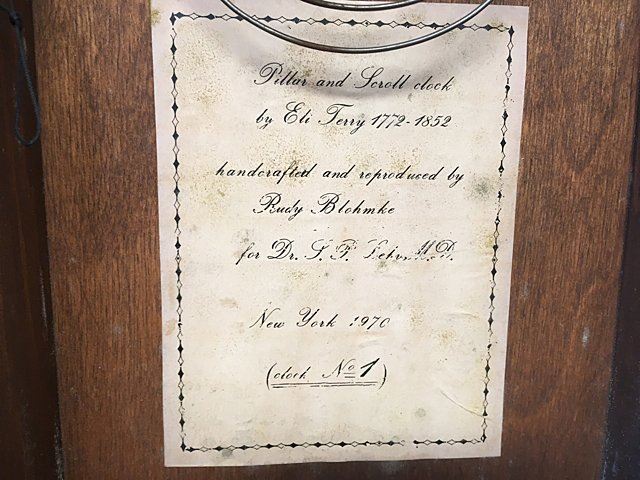 Pillar and Scroll clock
by Eli Terry 1772-1852
handcrafted and reproduced by
Rudy Blohmke
for Dr. S. F. M.D.
New York 1970
(clock No 1)